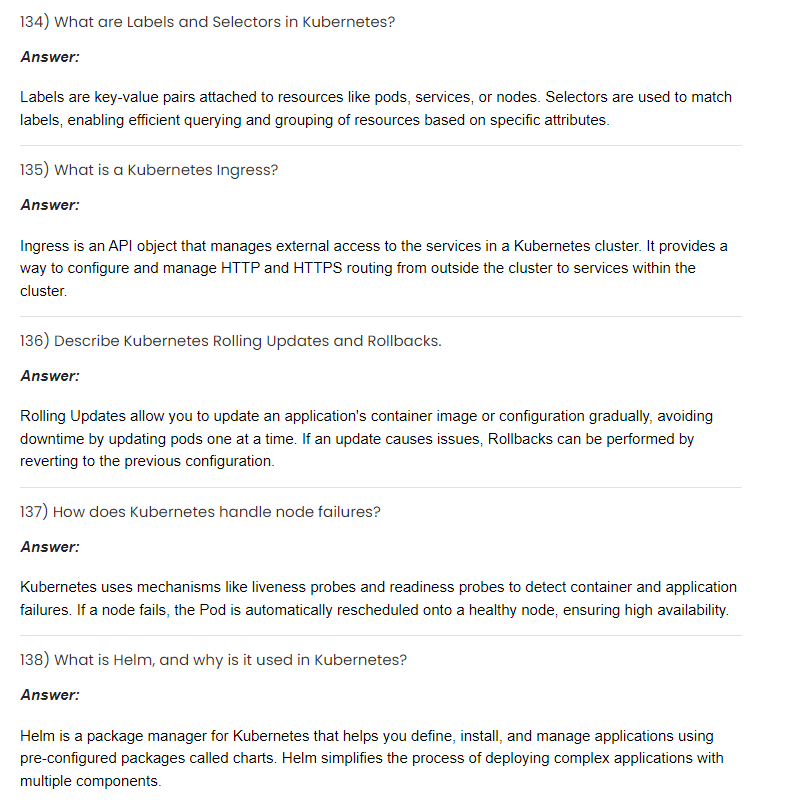 134) What are Labels and Selectors in Kubernetes?
Answer:
Labels are key-value pairs attached to resources like pods, services, or nodes. Selectors are used to match
labels, enabling efficient querying and grouping of resources based on specific attributes.
135) What is a Kubernetes Ingress?
Answer:
Ingress is an API object that manages external access to the services in a Kubernetes cluster. It provides a
way to configure and manage HTTP and HTTPS routing from outside the cluster to services within the
cluster.
136) Describe Kubernetes Rolling Updates and Rollbacks.
Answer:
Rolling Updates allow you to update an application's container image or configuration gradually, avoiding
downtime by updating pods one at a time. If an update causes issues, Rollbacks can be performed by
reverting to the previous configuration.
137) How does Kubernetes handle node failures?
Answer:
Kubernetes uses mechanisms like liveness probes and readiness probes to detect container and application
failures. If a node fails, the Pod is automatically rescheduled onto a healthy node, ensuring high availability.
138) What is Helm, and why is it used in Kubernetes?
Answer:
Helm is a package manager for Kubernetes that helps you define, install, and manage applications using
pre-configured packages called charts. Helm simplifies the process of deploying complex applications with
multiple components.